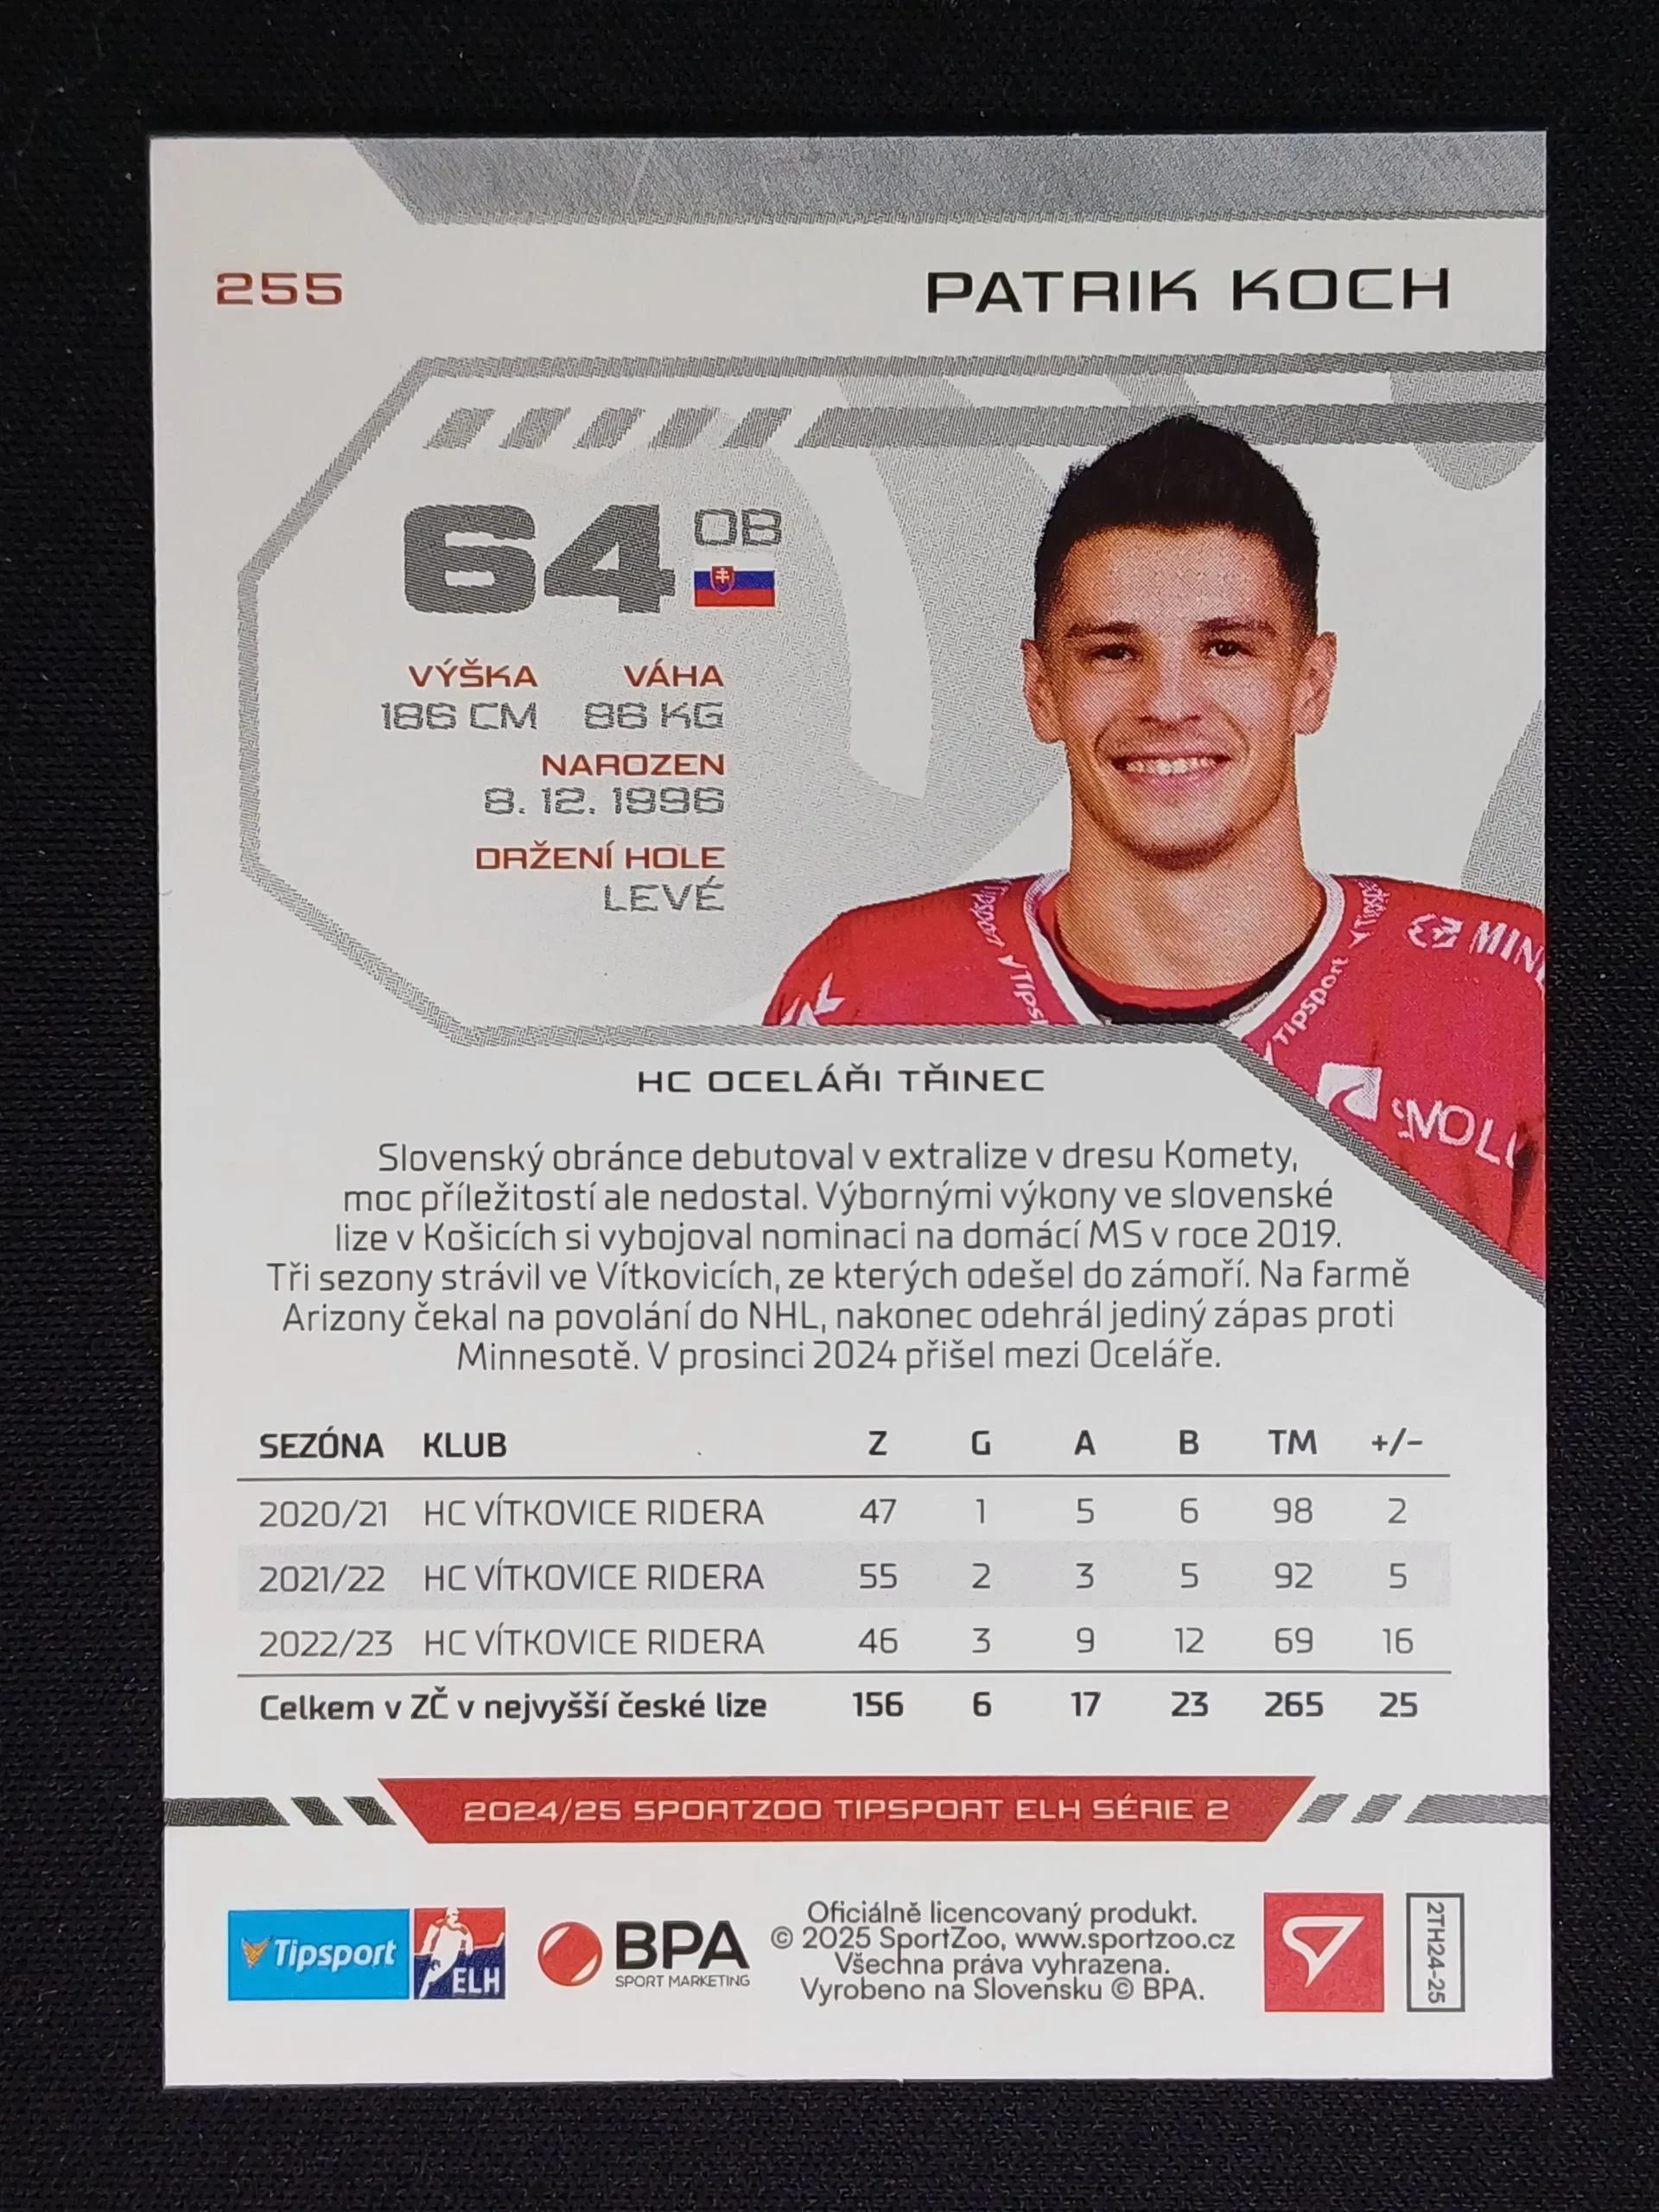 255
PATRIK KOCH
64 OB
VÝŠKA VÁHA
186 CM 86 KG
NAROZEN
8. 12. 1996
DRŽENÍ HOLE
LEVÉ
Tipsport
Tipsport
HC OCELÁŘI TŘINEC
Slovenský obránce debutoval v extralize v dresu Komety,
moc příležitostí ale nedostal. Výbornými výkony ve slovenské
lize v Košicích si vybojoval nominaci na domácí MS v roce 2019.
Tři sezony strávil ve Vítkovicích, ze kterých odešel do zámoří. Na farmě
Arizony čekal na povolání do NHL, nakonec odehrál jediný zápas proti
Minnesotě. V prosinci 2024 přišel mezi Oceláře.
SEZÓNA KLUB Z G A B TM +/-
2020/21 HC VÍTKOVICE RIDERA 47 1 5 6 98 2
2021/22 HC VÍTKOVICE RIDERA 55 2 3 5 92 5
2022/23 HC VÍTKOVICE RIDERA 46 3 9 12 69 16
Celkem v ZČ v nejvyšší české lize 156 6 17 23 265 25
2024/25 SPORTZOO TIPSPORT ELH SÉRIE 2
Tipsport
ELH
BPA
SPORT MARKETING
Oficiálně licencovaný produkt.
© 2025 SportZoo, www.sportzoo.cz
Všechna práva vyhrazena.
Vyrobeno na Slovensku © BPA.
2TH24-25